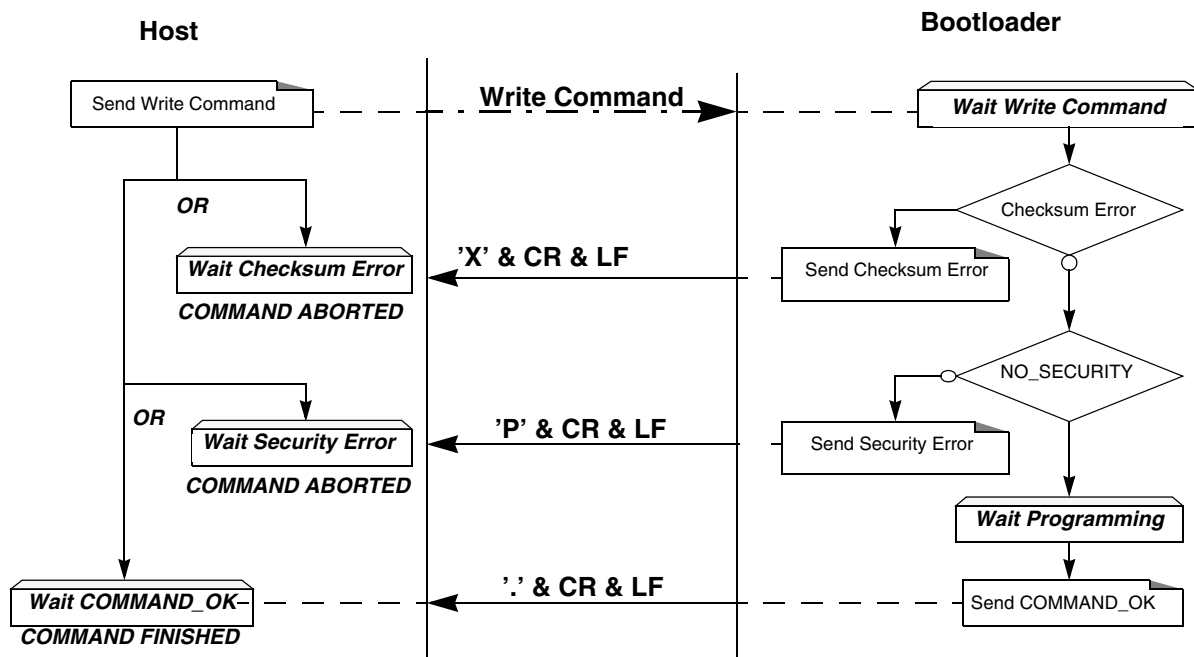 Host
Bootloader
Send Write Command
Write Command
Wait Write Command
OR
Checksum Error
Wait Checksum Error
’X’ & CR & LF
Send Checksum Error
COMMAND ABORTED
NO_SECURITY
OR
Wait Security Error
’P’ & CR & LF
Send Security Error
COMMAND ABORTED
Wait Programming
Wait COMMAND_OK
’.’ & CR & LF
Send COMMAND_OK
COMMAND FINISHED